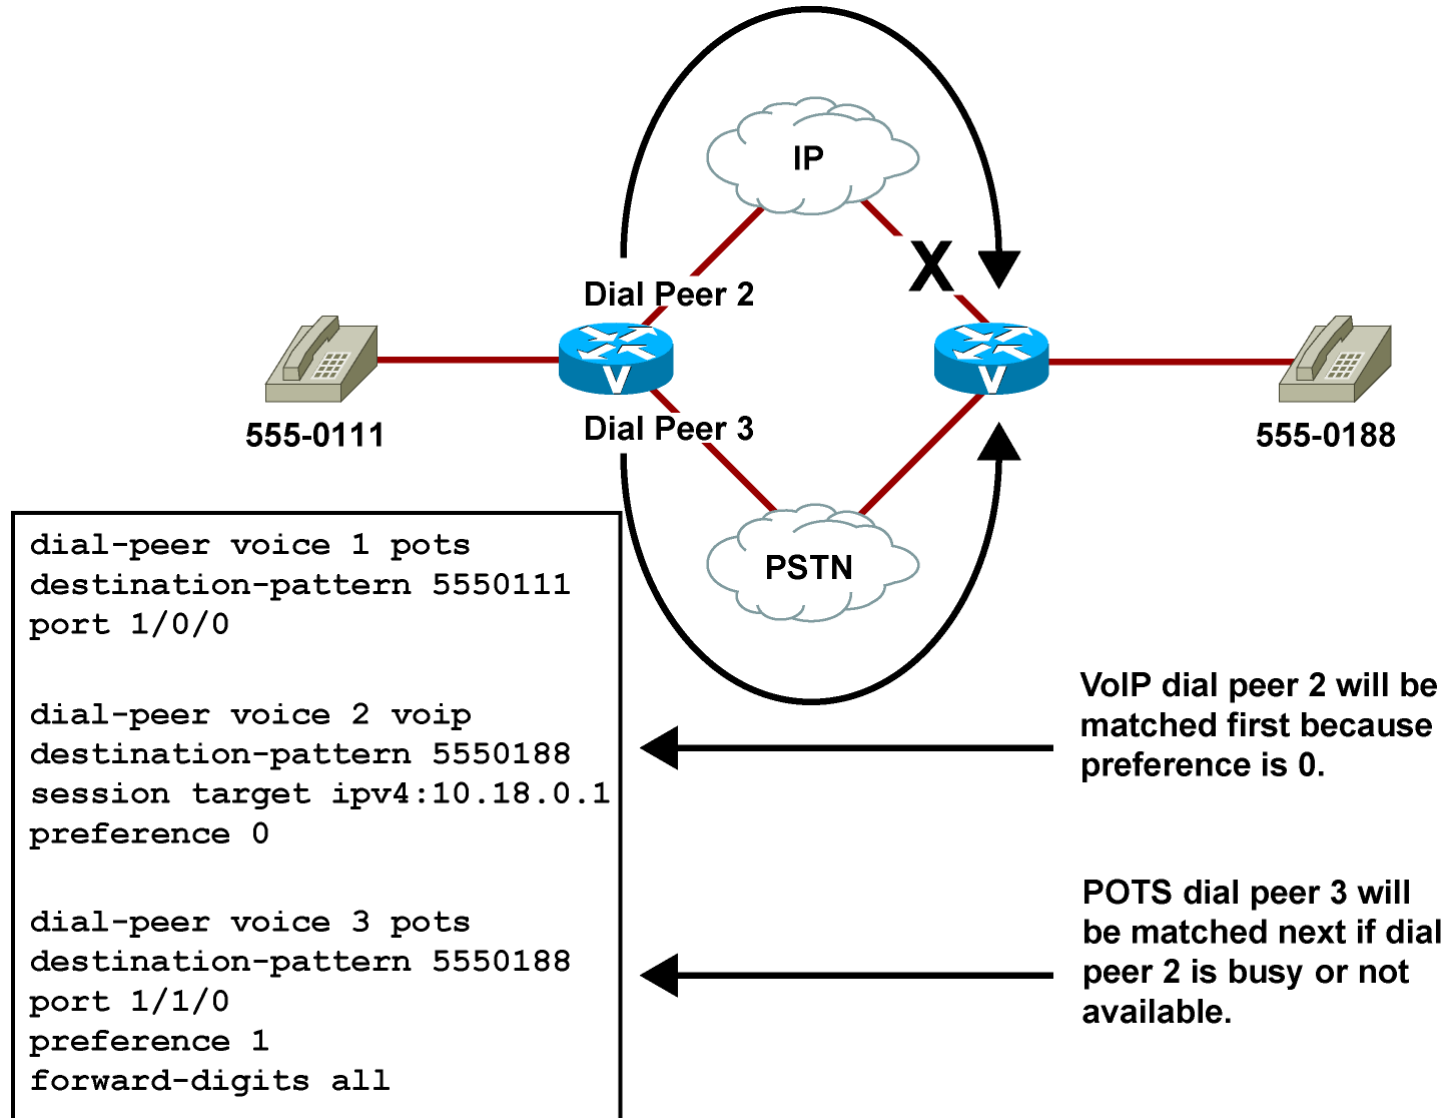 IP
X
Dial Peer 2
V
V
555-0111
Dial Peer 3
555-0188
PSTN
dial-peer voice 1 pots
destination-pattern 5550111
port 1/0/0
dial-peer voice 2 voip
destination-pattern 5550188
session target ipv4:10.18.0.1
preference 0
dial-peer voice 3 pots
destination-pattern 5550188
port 1/1/0
preference 1
forward-digits all
VoIP dial peer 2 will be
matched first because
preference is 0.
POTS dial peer 3 will
be matched next if dial
peer 2 is busy or not
available.